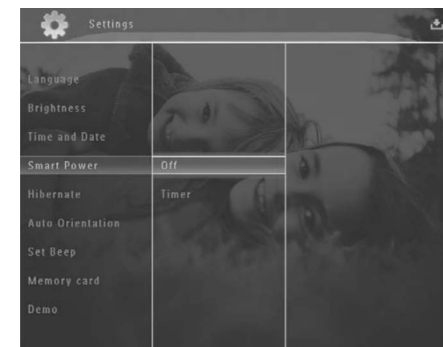 Settings
Language
Brightness
Time and Date
Smart Power
Off
Hibernate
Timer
Auto Orientation
Set Beep
Memory card
Demo